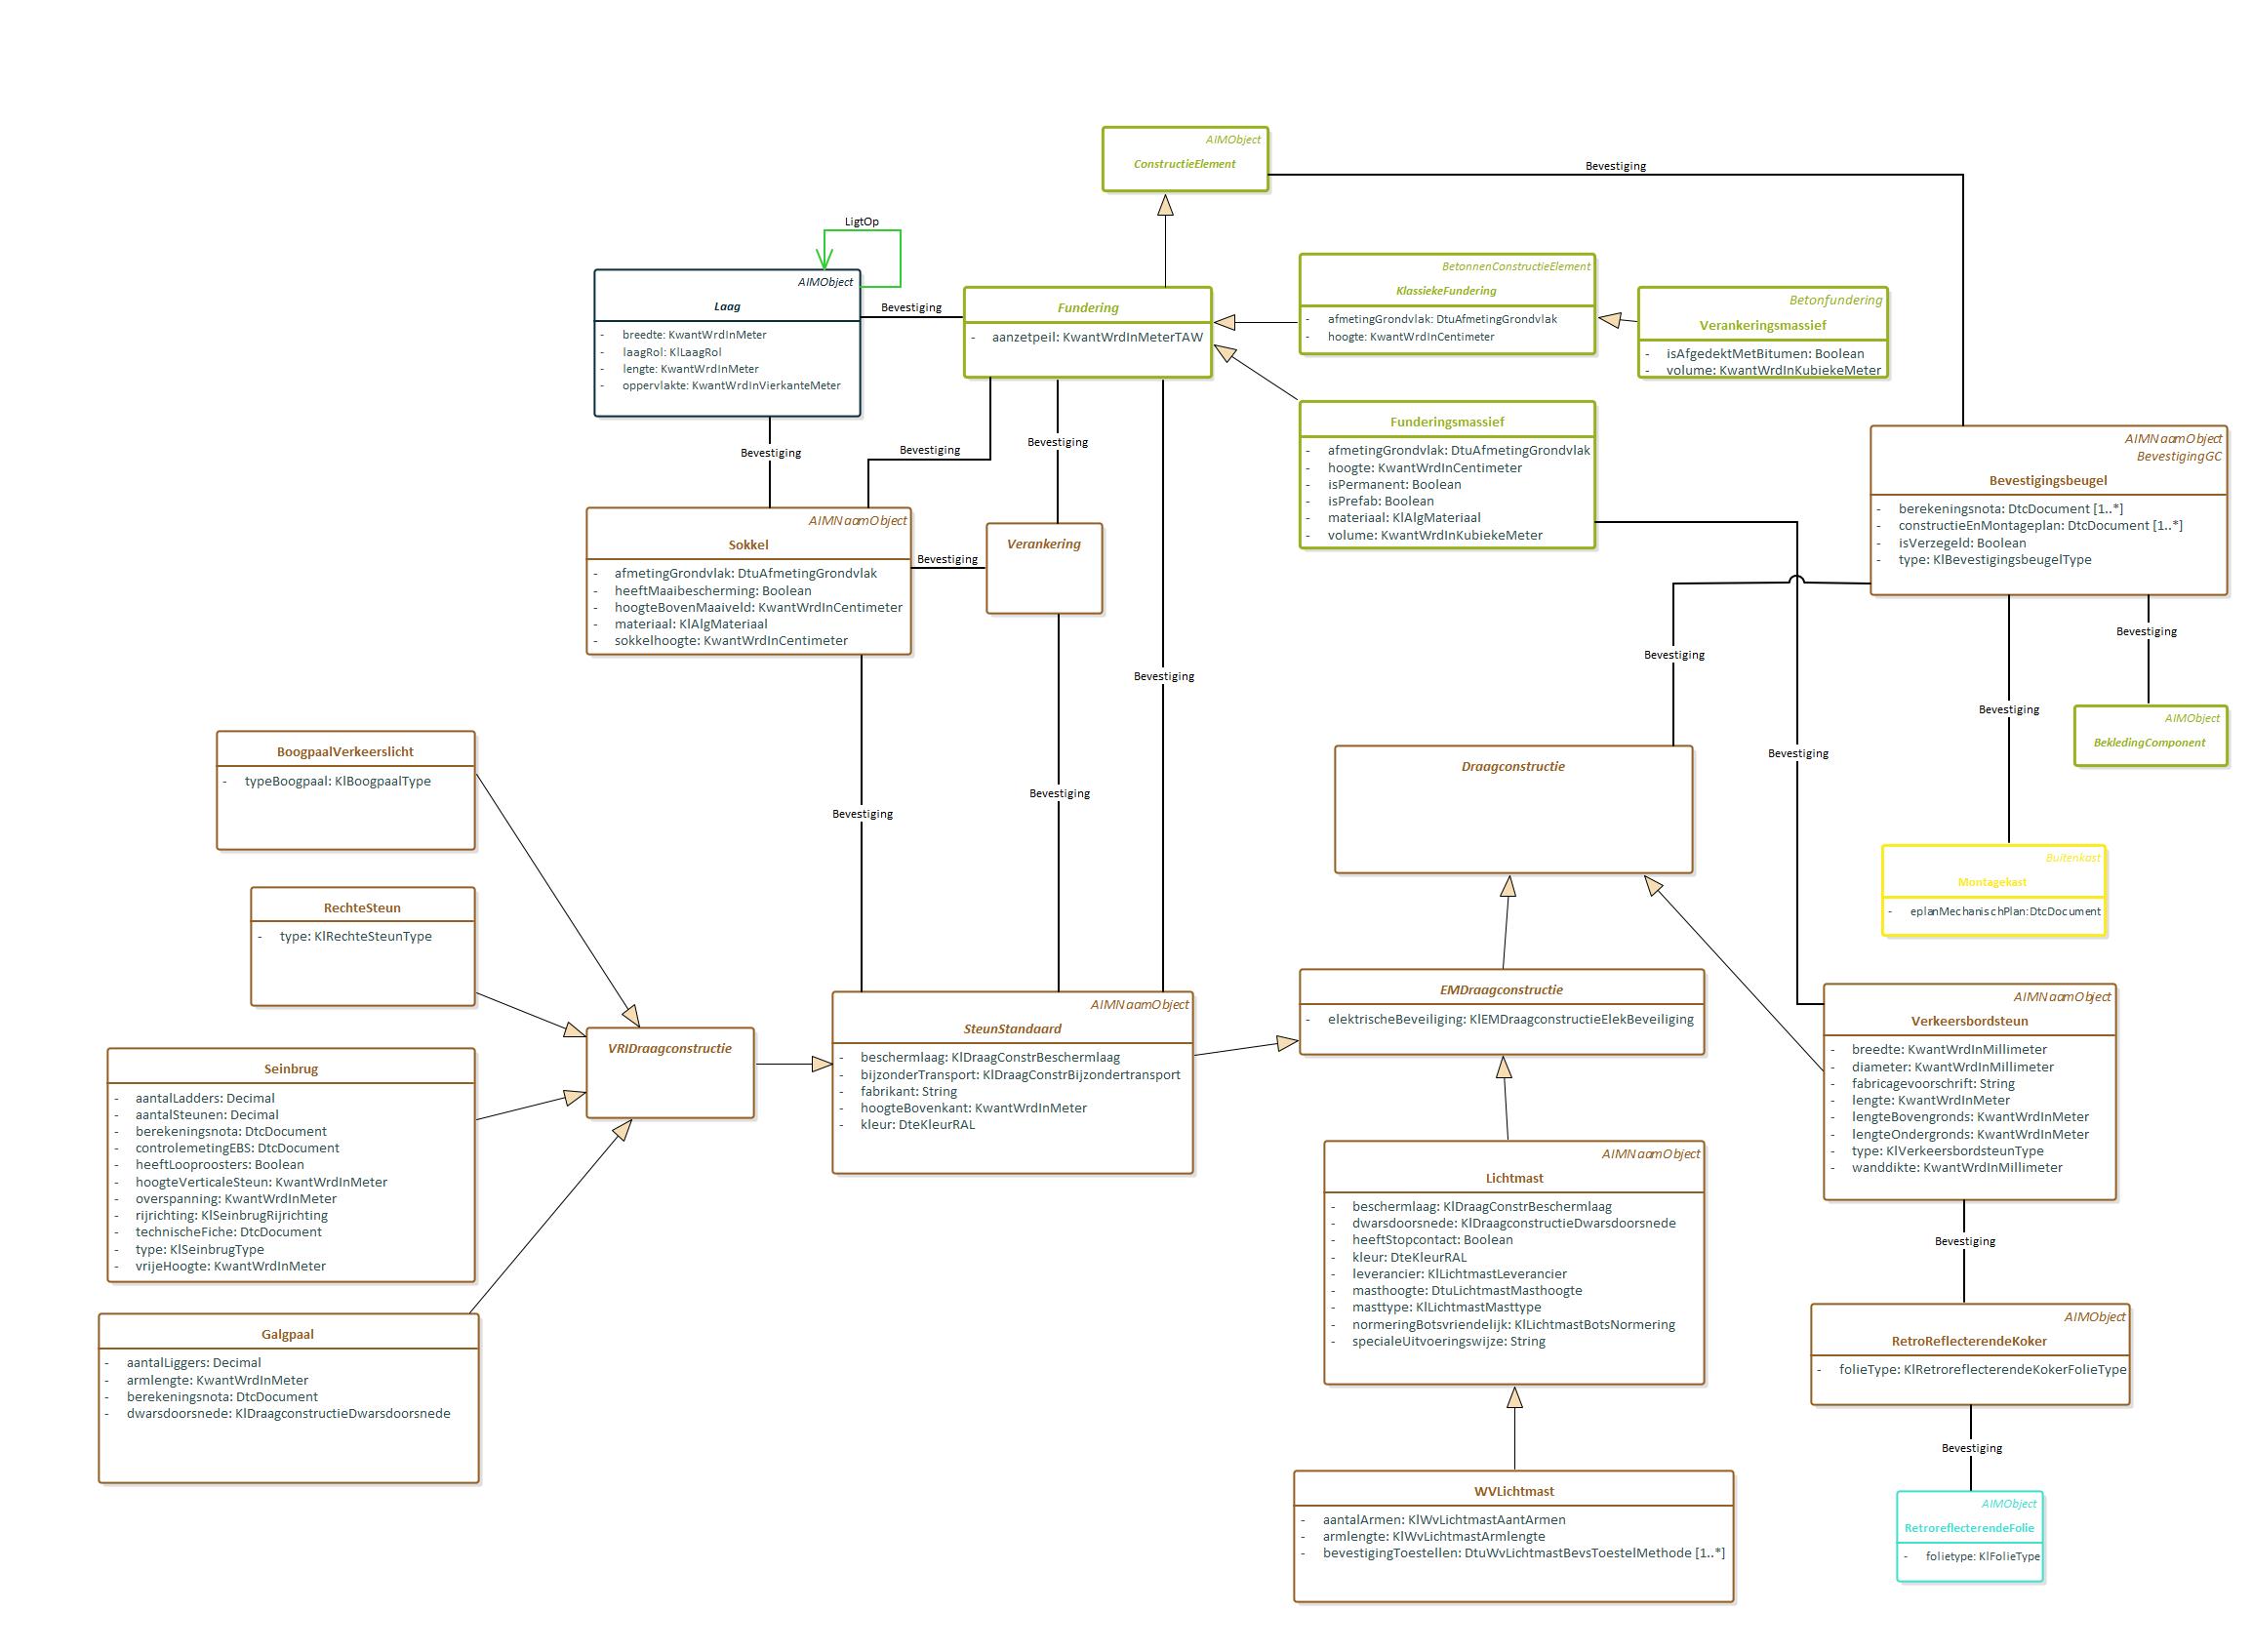 AIMObject
ConstructieElement
Bevestiging
LigtOp
AIMObject
Laag
- breedte: KwantWrdInMeter
- laagRol: KlLaagRol
- lengte: KwantWrdInMeter
- oppervlakte: KwantWrdInVierkanteMeter
Bevestiging
Fundering
- aanzetpeil: KwantWrdInMeterTAW
BetonnenConstructieElement
KlassiekeFundering
- afmetingGrondvlak: DtuAfmetingGrondvlak
- hoogte: KwantWrdInCentimeter
Betonfundering
Verankeringsmassief
- isAfgedektMetBitumen: Boolean
- volume: KwantWrdInKubiekeMeter
Funderingsmassief
- afmetingGrondvlak: DtuAfmetingGrondvlak
- hoogte: KwantWrdInCentimeter
- isPermanent: Boolean
- isPrefab: Boolean
- materiaal: KlAlgMateriaal
- volume: KwantWrdInKubiekeMeter
AIMNaamObject
BevestigingGC
Bevestigingsbeugel
- berekeningsnota: DtcDocument [1..*]
- constructieEnMontageplan: DtcDocument [1..*]
- isVerzegeld: Boolean
- type: KlBevestigingsbeugelType
Bevestiging
Bevestiging
Bevestiging
AIMNaamObject
Sokkel
- afmetingGrondvlak: DtuAfmetingGrondvlak
- heeftMaaibescherming: Boolean
- hoogteBovenMaaiveld: KwantWrdInCentimeter
- materiaal: KlAlgMateriaal
- sokkelhoogte: KwantWrdInCentimeter
Bevestiging
Verankering
Bevestiging
Bevestiging
Bevestiging
Bevestiging
Bevestiging
AIMObject
BekledingComponent
BoogpaalVerkeerslicht
- typeBoogpaal: KlBoogpaalType
Bevestiging
Bevestiging
Draagconstructie
Bevestiging
Buitenkast
Montagekast
- eplanMechanischPlan:DtcDocument
RechteSteun
- type: KlRechteSteunType
VRIDraagconstructie
AIMNaamObject
SteunStandaard
- beschermlaag: KlDraagConstrBeschermlaag
- bijzonderTransport: KlDraagConstrBijzondertransport
- fabrikant: String
- hoogteBovenkant: KwantWrdInMeter
- kleur: DteKleurRAL
EMDraagconstructie
- elektrischeBeveiliging: KlEMDraagconstructieElekBeveiliging
AIMNaamObject
Verkeersbordsteun
- breedte: KwantWrdInMillimeter
- diameter: KwantWrdInMillimeter
- fabricagevoorschrift: String
- lengte: KwantWrdInMeter
- lengteBovengronds: KwantWrdInMeter
- lengteOndergronds: KwantWrdInMeter
- type: KlVerkeersbordsteunType
- wanddikte: KwantWrdInMillimeter
Seinbrug
- aantalLadders: Decimal
- aantalSteunen: Decimal
- berekeningsnota: DtcDocument
- controlemetingEBS: DtcDocument
- heeftLooproosters: Boolean
- hoogteVerticaleSteun: KwantWrdInMeter
- overspanning: KwantWrdInMeter
- rijrichting: KlSeinbrugRijrichting
- technischeFiche: DtcDocument
- type: KlSeinbrugType
- vrijeHoogte: KwantWrdInMeter
AIMNaamObject
Lichtmast
- beschermlaag: KlDraagConstrBeschermlaag
- dwarsdoorsnede: KlDraagconstructieDwarsdoorsnede
- heeftStopcontact: Boolean
- kleur: DteKleurRAL
- leverancier: KlLichtmastLeverancier
- masthoogte: DtuLichtmastMasthoogte
- masttype: KlLichtmastMasttype
- normeringBotsvriendelijk: KlLichtmastBotsNormering
- specialeUitvoeringswijze: String
Bevestiging
AIMObject
RetroReflecterendeKoker
- folieType: KlRetroreflecterendeKokerFolieType
Galgpaal
- aantalLiggers: Decimal
- armlengte: KwantWrdInMeter
- berekeningsnota: DtcDocument
- dwarsdoorsnede: KlDraagconstructieDwarsdoorsnede
Bevestiging
WVLichtmast
- aantalArmen: KlWvLichtmastAantArmen
- armlengte: KlWvLichtmastArmlengte
- bevestigingToestellen: DtuWvLichtmastBevsToestelMethode [1..*]
AIMObject
RetroreflecterendeFolie
- folietype: KlFolieType